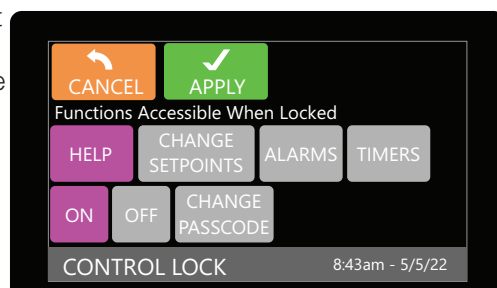 t
e
CANCEL APPLY
Functions Accessible When Locked
HELP CHANGE SETPOINTS ALARMS TIMERS
ON OFF CHANGE PASSCODE
CONTROL LOCK 8:43am - 5/5/22